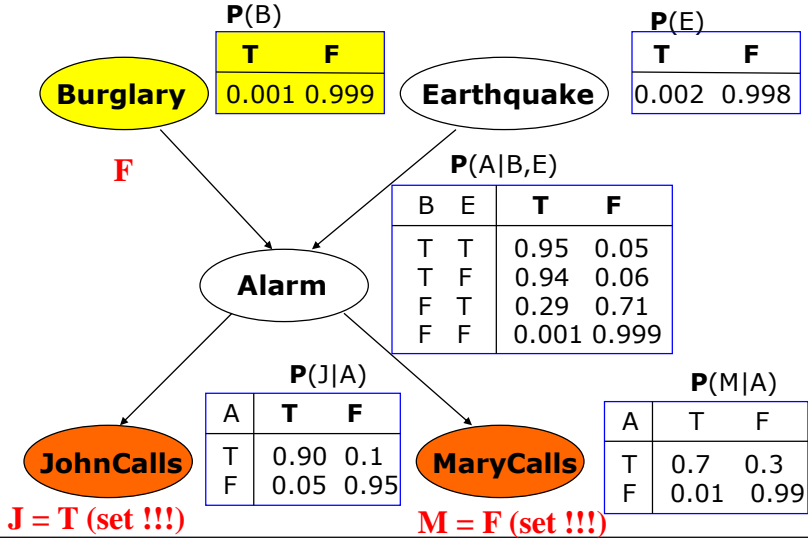 P(B)
T F
0.001 0.999
Burglary
P(E)
T F
0.002 0.998
Earthquake
F
P(A|B,E)
B E T F
T T 0.95 0.05
T F 0.94 0.06
F T 0.29 0.71
F F 0.001 0.999
Alarm
P(J|A)
A T F
T 0.90 0.1
F 0.05 0.95
P(M|A)
A T F
T 0.7 0.3
F 0.01 0.99
JohnCalls
MaryCalls
J = T (set !!!)
M = F (set !!!)